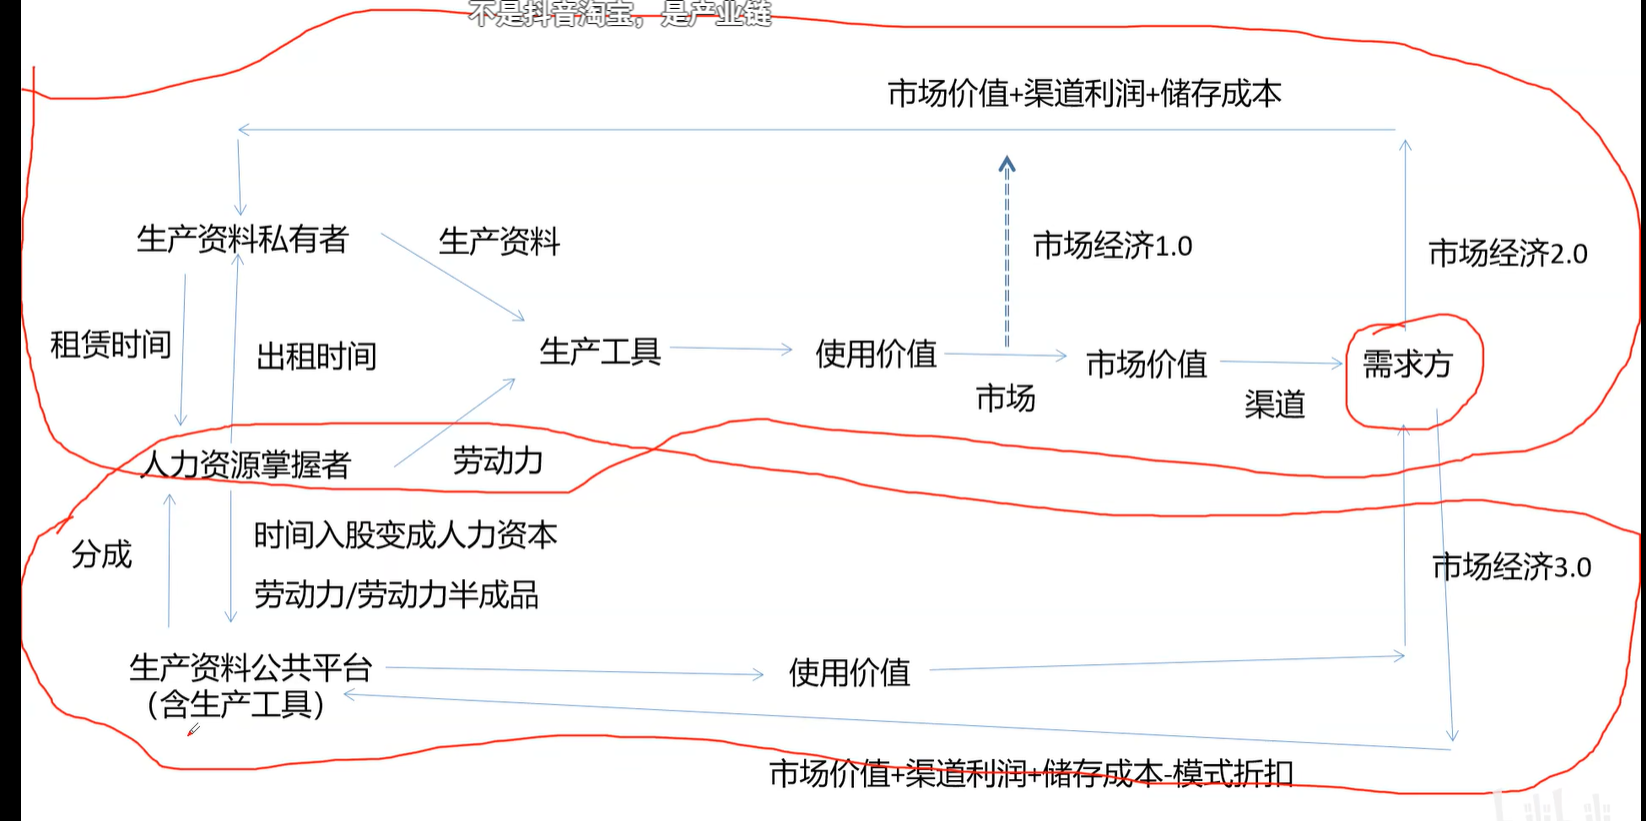 不是抖音淘宝，是产业链
市场价值+渠道利润+储存成本
生产资料私有者
生产资料
市场经济1.0
市场经济2.0
租赁时间
出租时间
生产工具
使用价值
市场
市场价值
渠道
需求方
人力资源掌握者
劳动力
分成
时间入股变成人力资本
劳动力/劳动力半成品
市场经济3.0
生产资料公共平台
（含生产工具）
使用价值
市场价值+渠道利润+储存成本-模式折扣